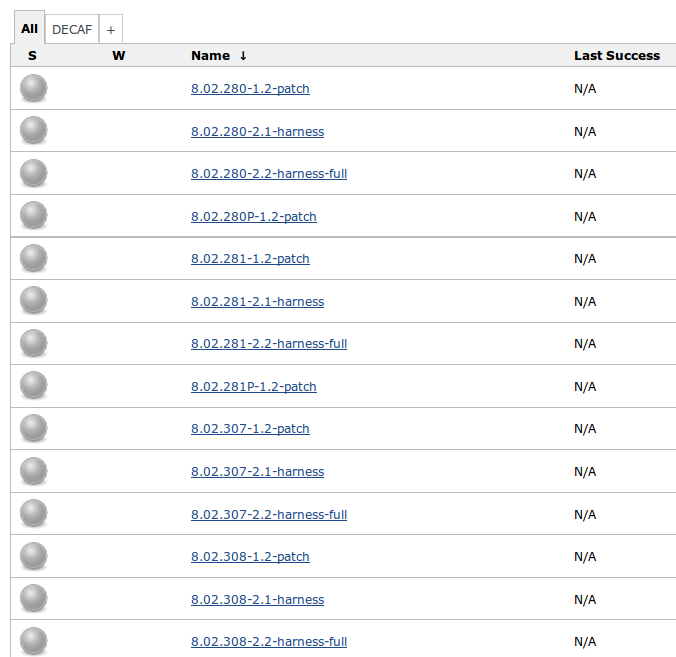 All DECAF +
S W Name ↓ Last Success
8.02.280-1.2-patch N/A
8.02.280-2.1-harness N/A
8.02.280-2.2-harness-full N/A
8.02.280P-1.2-patch N/A
8.02.281-1.2-patch N/A
8.02.281-2.1-harness N/A
8.02.281-2.2-harness-full N/A
8.02.281P-1.2-patch N/A
8.02.307-1.2-patch N/A
8.02.307-2.1-harness N/A
8.02.307-2.2-harness-full N/A
8.02.308-1.2-patch N/A
8.02.308-2.1-harness N/A
8.02.308-2.2-harness-full N/A